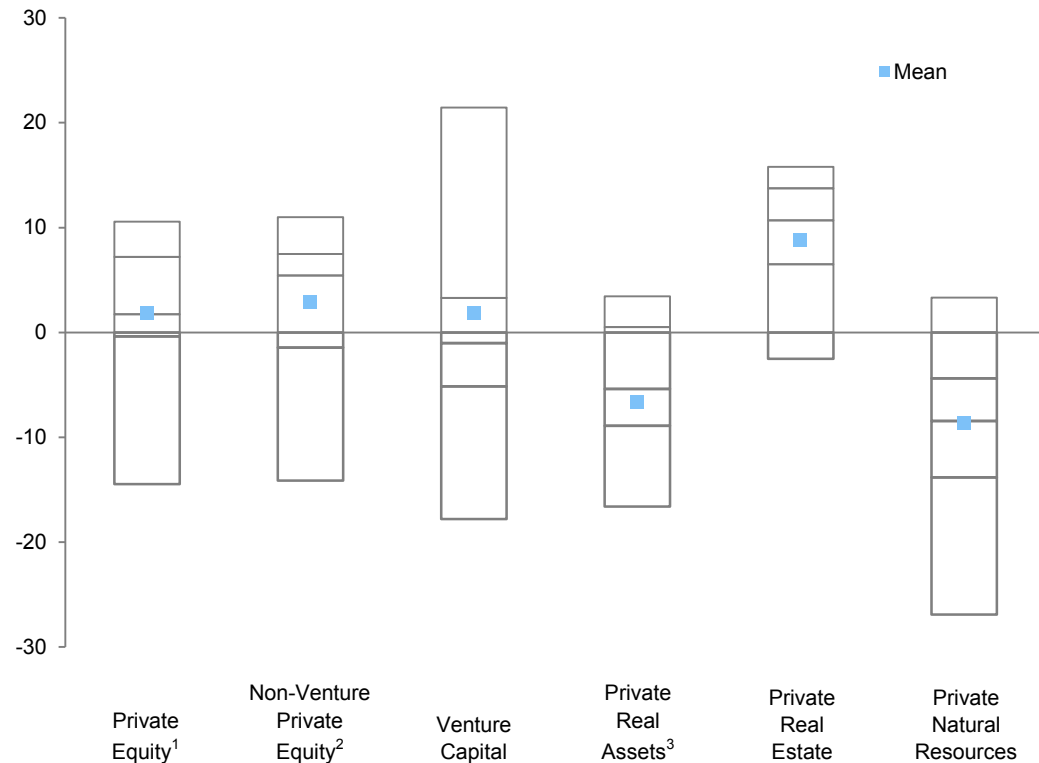 30
20
10
0
-10
-20
-30
Mean
Private
Equity¹
Non-Venture
Private
Equity²
Venture
Capital
Private
Real
Assets³
Private
Real
Estate
Private
Natural
Resources